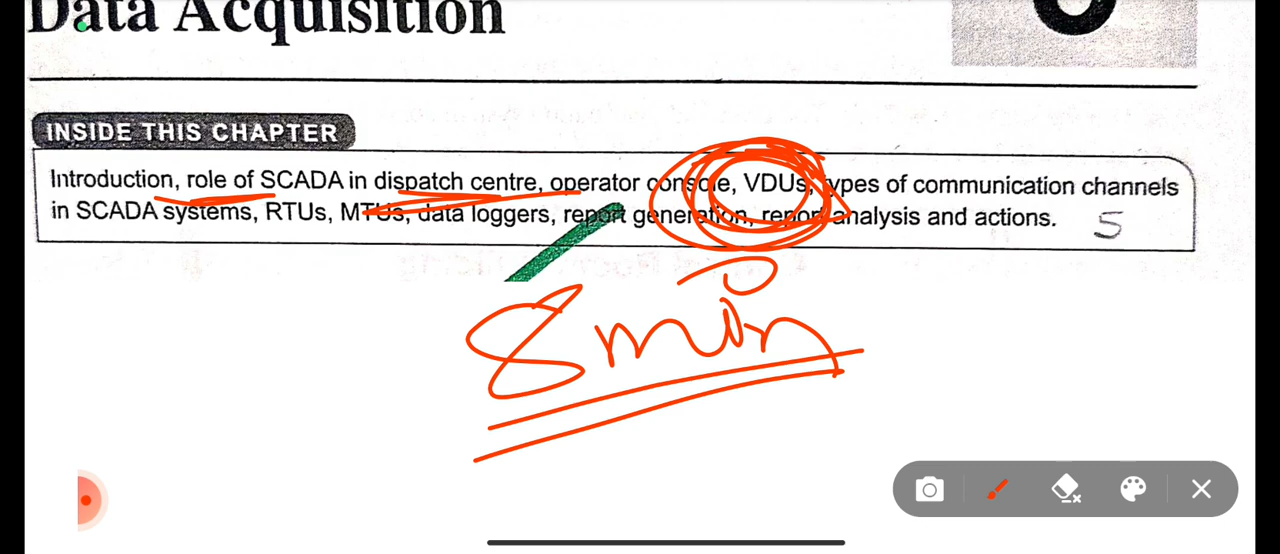 Data Acquisition
INSIDE THIS CHAPTER
Introduction, role of SCADA in dispatch centre, operator console, VDUs, types of communication channels
in SCADA systems, RTUs, MTUs, data loggers, report generation, report analysis and actions. 5
8 min